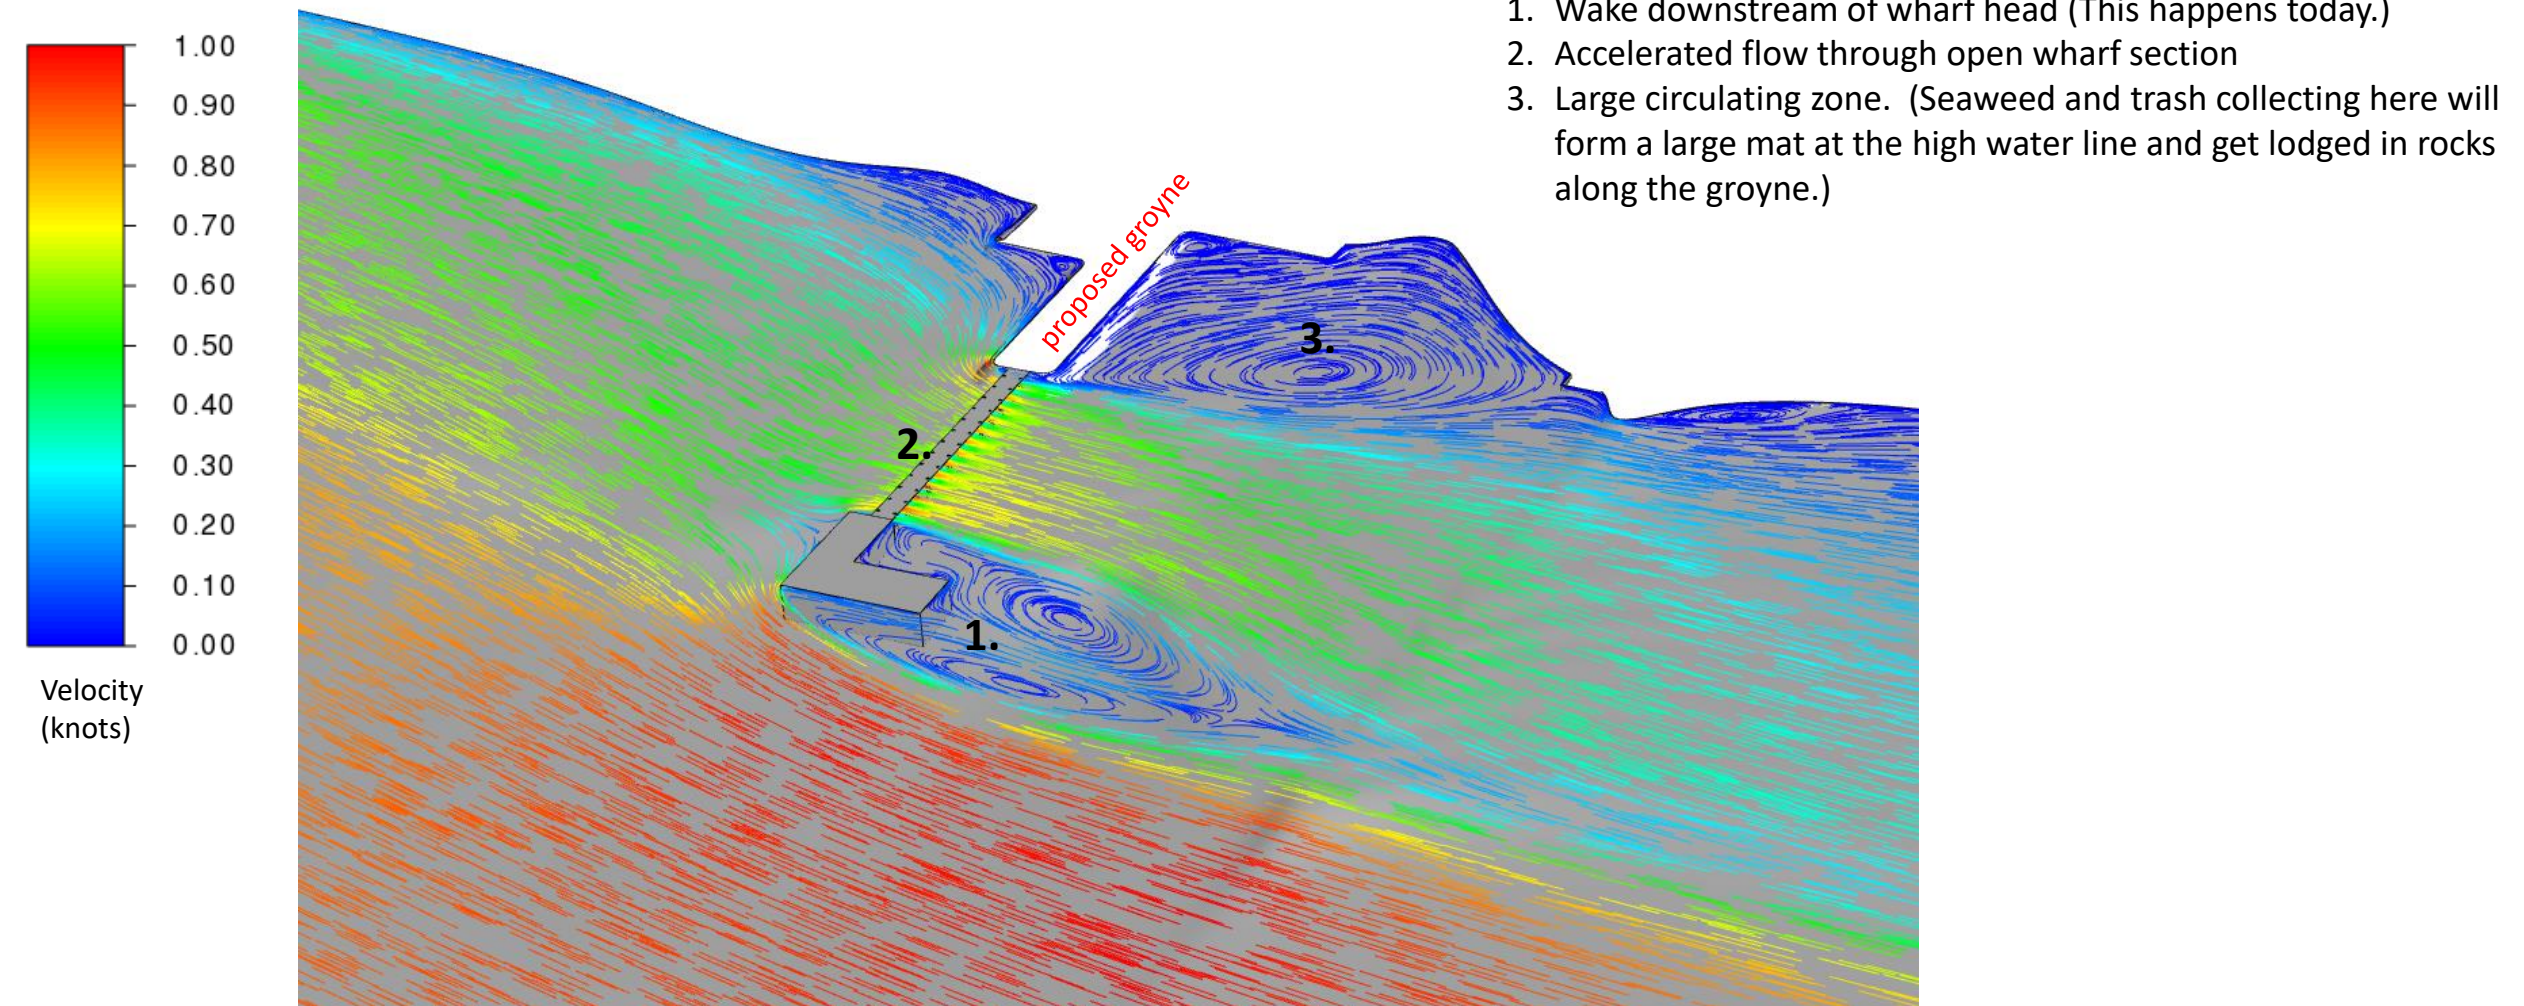 1. Wake downstream of wharf head (This happens today.)
2. Accelerated flow through open wharf section
3. Large circulating zone. (Seaweed and trash collecting here will
form a large mat at the high water line and get lodged in rocks
along the groyne.)
1.00
0.90
0.80
0.70
0.60
0.50
0.40
0.30
0.20
0.10
0.00
Velocity
(knots)
proposed groyne
3.
2.
1.